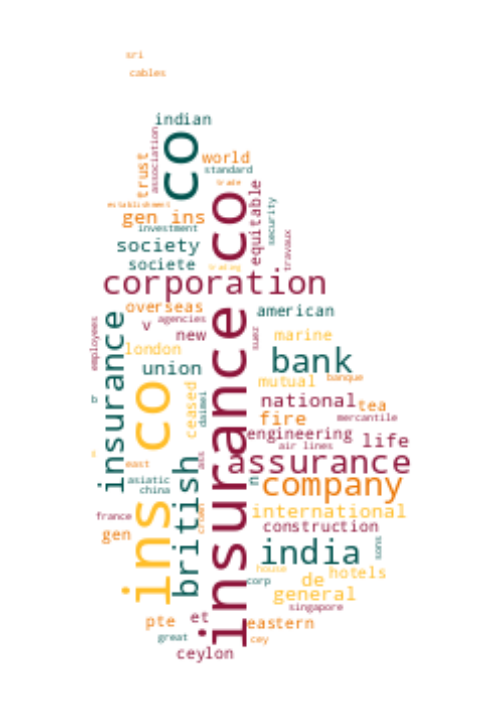 sri
cables
indian
association
co
trust
world
standard
trade
establishment
gen ins
investment
equitable
security
society
societe
trading
travaux
corporation
overseas
american
agencies
v
employees
insurance
new
suez
marine
london
bank
union
banque
mutual
ceased
daimei
b
national
tea
fire
mercantile
ins co
insurance co
engineering
life
air lines
british
ass
east
assurance
asiatic
china
n
company
france
crown
international
gen
construction
india
sons
house
corp
de
hotels
general
singapore
pte
et
eastern
great
cey
ceylon